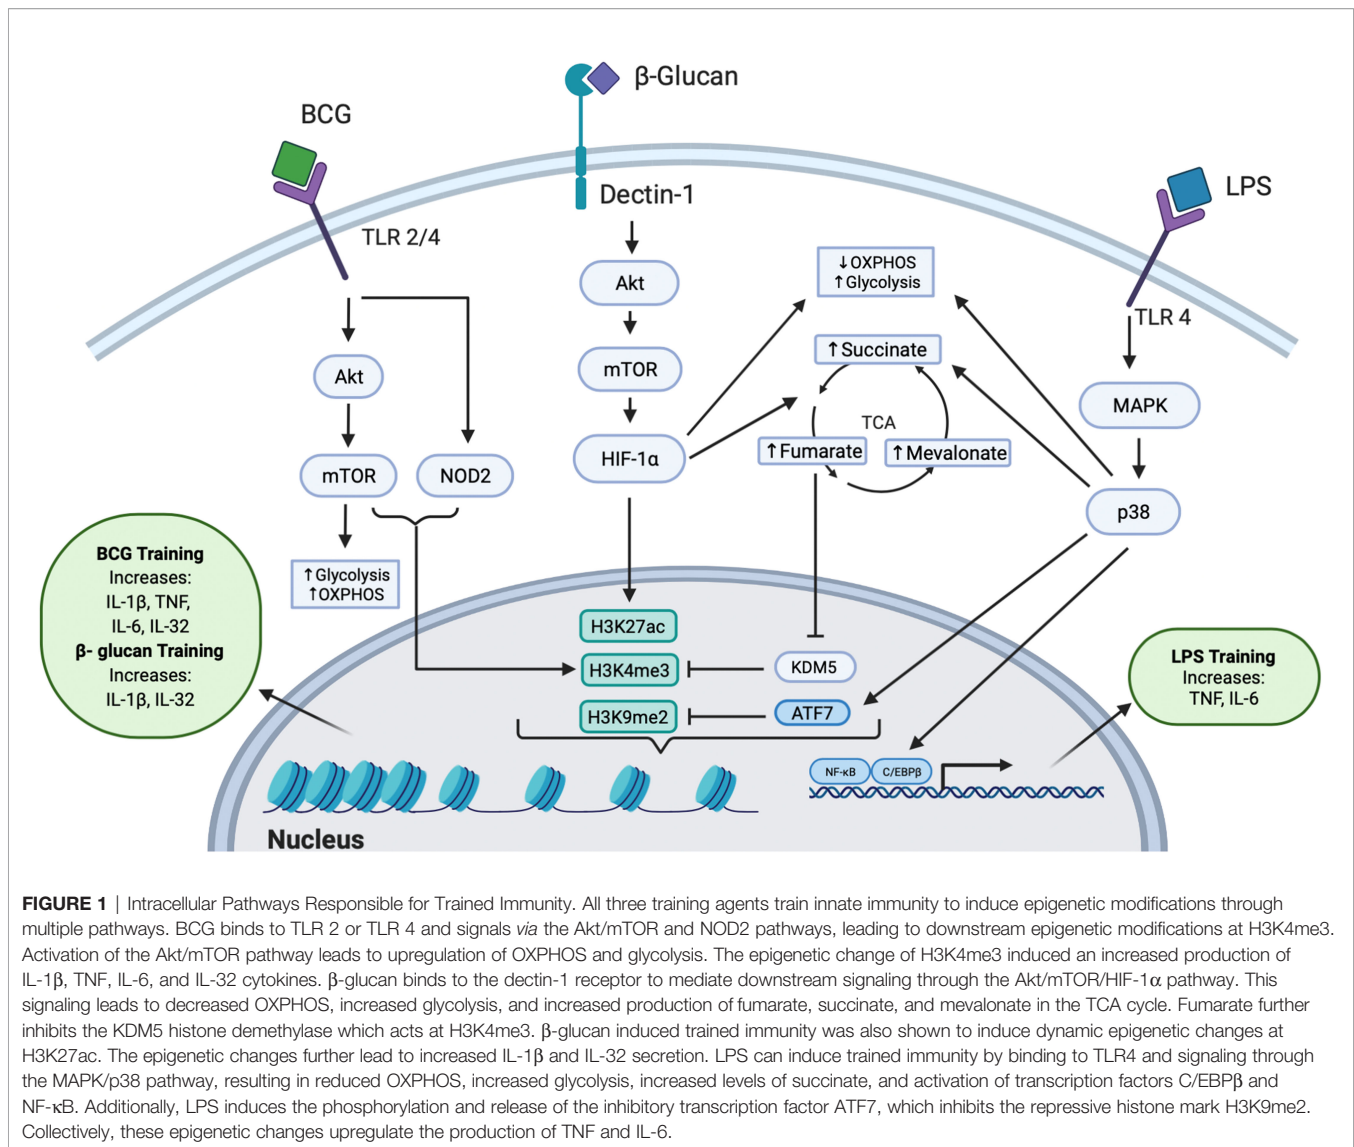 β-Glucan
BCG
LPS
Dectin-1
TLR 2/4
TLR 4
Akt
mTOR
HIF-1α
↓OXPHOS
↑Glycolysis
↑Succinate
TCA
↑Fumarate
↑Mevalonate
MAPK
p38
Akt
mTOR
NOD2
↑Glycolysis
↑OXPHOS
BCG Training
Increases:
IL-1β, TNF,
IL-6, IL-32
β- glucan Training
Increases:
IL-1β, IL-32
H3K27ac
H3K4me3
KDM5
H3K9me2
ATF7
LPS Training
Increases:
TNF, IL-6
NF-κB
C/EBPβ
Nucleus
FIGURE 1 | Intracellular Pathways Responsible for Trained Immunity. All three training agents train innate immunity to induce epigenetic modifications through
multiple pathways. BCG binds to TLR 2 or TLR 4 and signals via the Akt/mTOR and NOD2 pathways, leading to downstream epigenetic modifications at H3K4me3.
Activation of the Akt/mTOR pathway leads to upregulation of OXPHOS and glycolysis. The epigenetic change of H3K4me3 induced an increased production of
IL-1β, TNF, IL-6, and IL-32 cytokines. β-glucan binds to the dectin-1 receptor to mediate downstream signaling through the Akt/mTOR/HIF-1α pathway. This
signaling leads to decreased OXPHOS, increased glycolysis, and increased production of fumarate, succinate, and mevalonate in the TCA cycle. Fumarate further
inhibits the KDM5 histone demethylase which acts at H3K4me3. β-glucan induced trained immunity was also shown to induce dynamic epigenetic changes at
H3K27ac. The epigenetic changes further lead to increased IL-1β and IL-32 secretion. LPS can induce trained immunity by binding to TLR4 and signaling through
the MAPK/p38 pathway, resulting in reduced OXPHOS, increased glycolysis, increased levels of succinate, and activation of transcription factors C/EBPβ and
NF-κB. Additionally, LPS induces the phosphorylation and release of the inhibitory transcription factor ATF7, which inhibits the repressive histone mark H3K9me2.
Collectively, these epigenetic changes upregulate the production of TNF and IL-6.